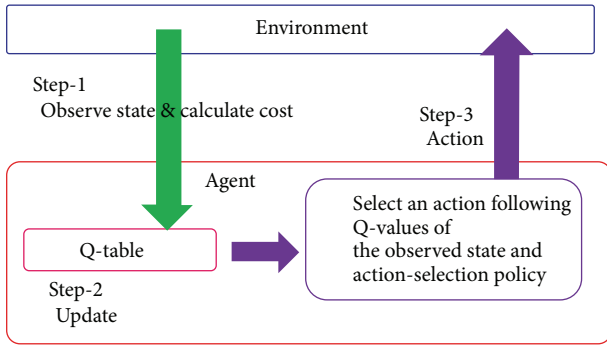 Environment
Step-1
Observe state & calculate cost
Step-3
Action
Agent
Select an action following
Q-values of
the observed state and
action-selection policy
Q-table
Step-2
Update